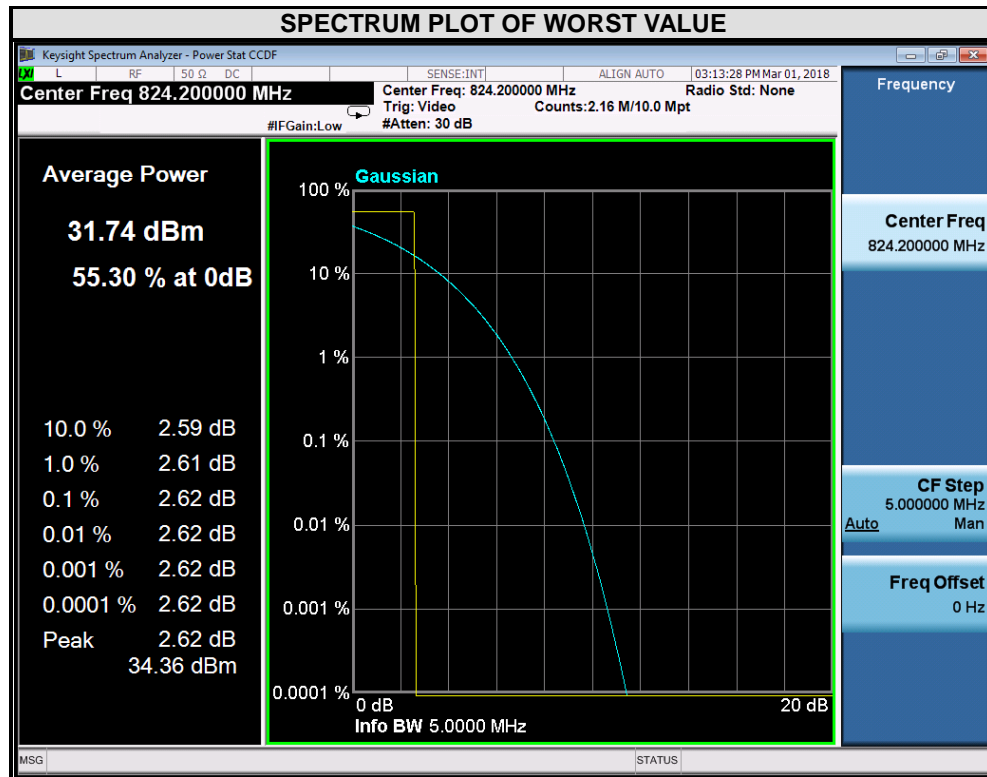 SPECTRUM PLOT OF WORST VALUE
Keysight Spectrum Analyzer - Power Stat CCDF
LXI L RF 50 Ω DC SENSE:INT ALIGN AUTO 03:13:28 PM Mar 01, 2018
Center Freq 824.200000 MHz
Center Freq: 824.200000 MHz Radio Std: None
Trig: Video Counts:2.16 M/10.0 Mpt
#IFGain:Low #Atten: 30 dB
Frequency
Average Power
31.74 dBm
55.30 % at 0dB
10.0 % 2.59 dB
1.0 % 2.61 dB
0.1 % 2.62 dB
0.01 % 2.62 dB
0.001 % 2.62 dB
0.0001 % 2.62 dB
Peak 2.62 dB
34.36 dBm
Gaussian
100 %
10 %
1 %
0.1 %
0.01 %
0.001 %
0.0001 %
0 dB 20 dB
Info BW 5.0000 MHz
Center Freq
824.200000 MHz
CF Step
5.000000 MHz
Auto Man
Freq Offset
0 Hz
MSG STATUS